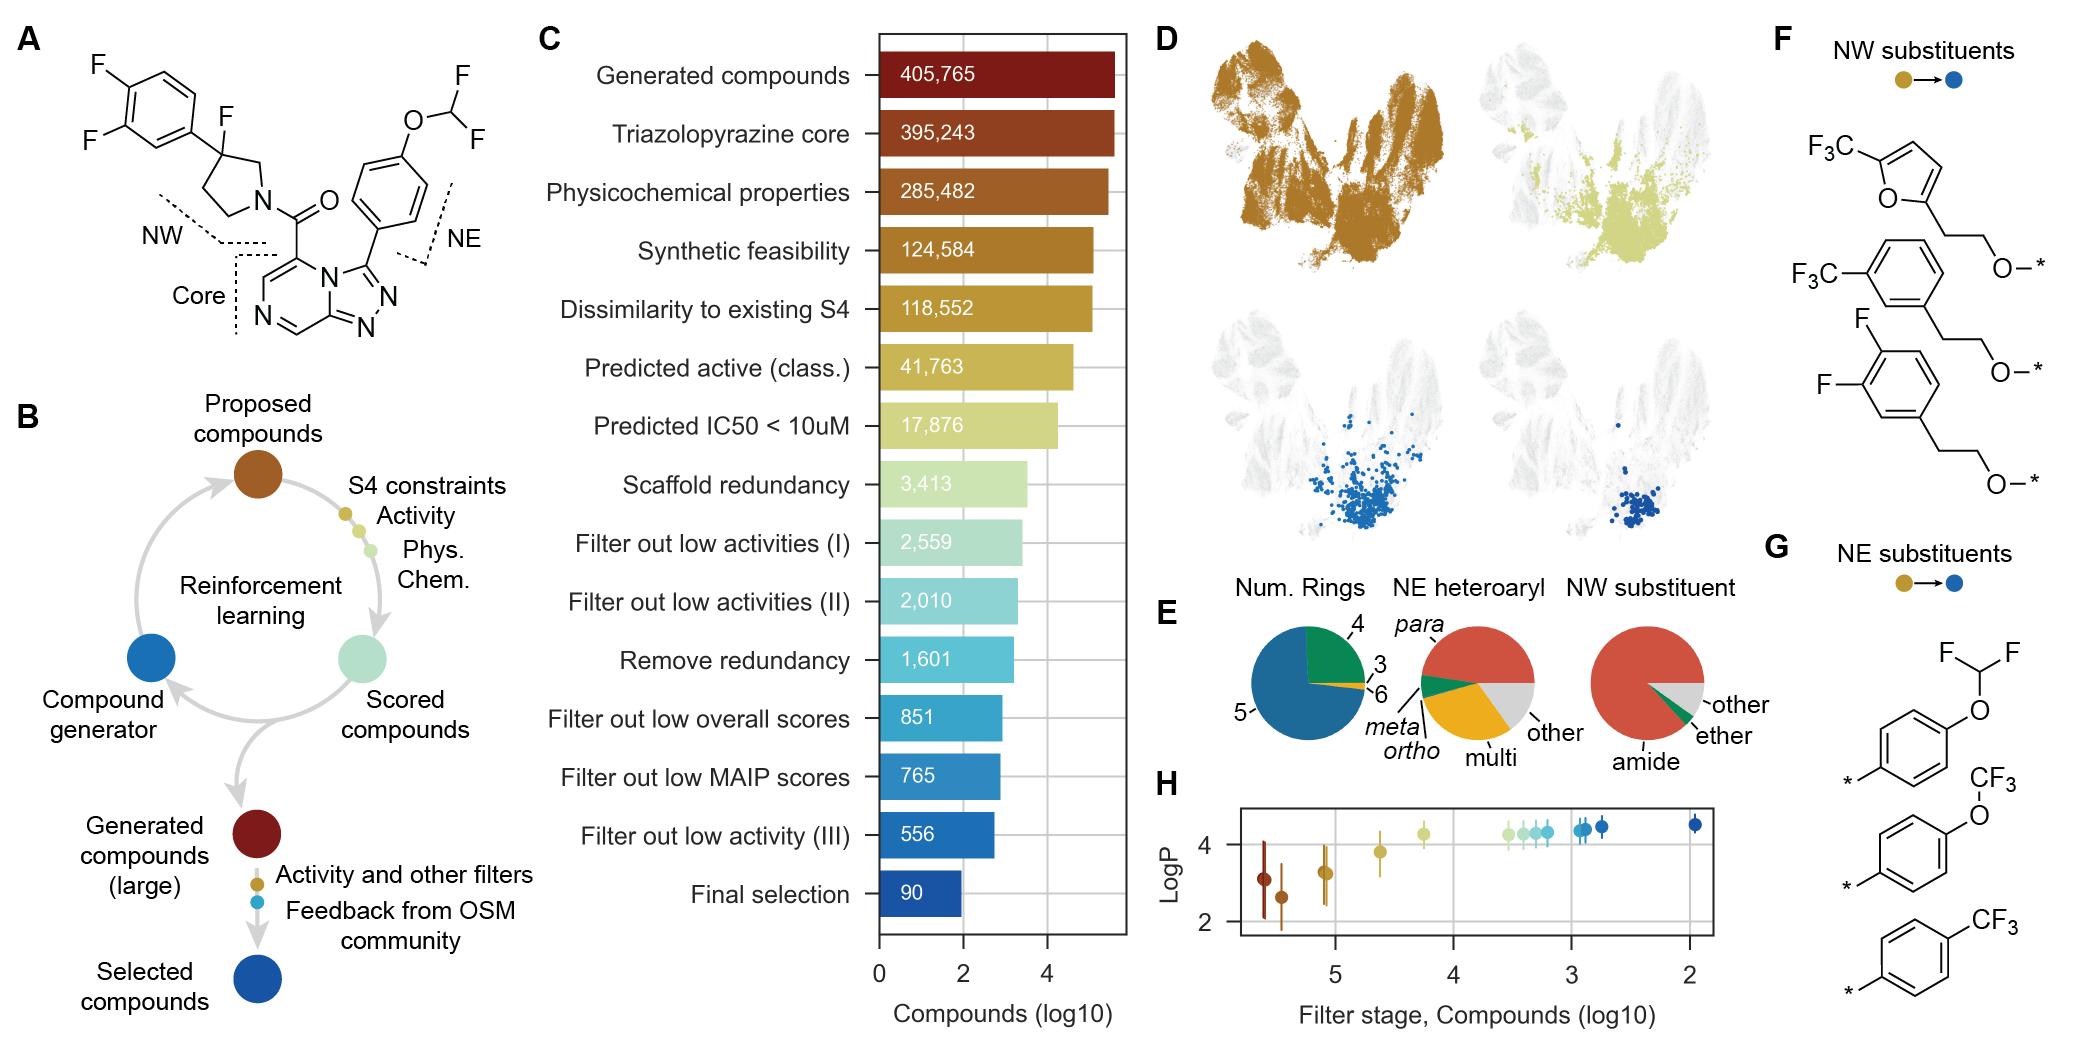 A
F
F
F
F
O
F
N
O
NW
NE
Core
N
N
N
N
B
Proposed
compounds
S4 constraints
Activity
Phys.
Chem.
Reinforcement
learning
Compound
generator
Scored
compounds
Generated
compounds
(large)
Activity and other filters
Feedback from OSM
community
Selected
compounds
C
Generated compounds 405,765
Triazolopyrazine core 395,243
Physicochemical properties 285,482
Synthetic feasibility 124,584
Dissimilarity to existing S4 118,552
Predicted active (class.) 41,763
Predicted IC50 < 10uM 17,876
Scaffold redundancy 3,413
Filter out low activities (I) 2,559
Filter out low activities (II) 2,010
Remove redundancy 1,601
Filter out low overall scores 851
Filter out low MAIP scores 765
Filter out low activity (III) 556
Final selection 90
0 2 4
Compounds (log10)
D
E
Num. Rings
4
3
6
5
NE heteroaryl
para
meta
ortho
multi
other
NW substituent
other
ether
amide
H
LogP
4
2
5 4 3 2
Filter stage, Compounds (log10)
F
NW substituents
F3C
O
O
*
F3C
O
*
F
F
O
*
G
NE substituents
F
F
O
*
CF3
O
*
CF3
*